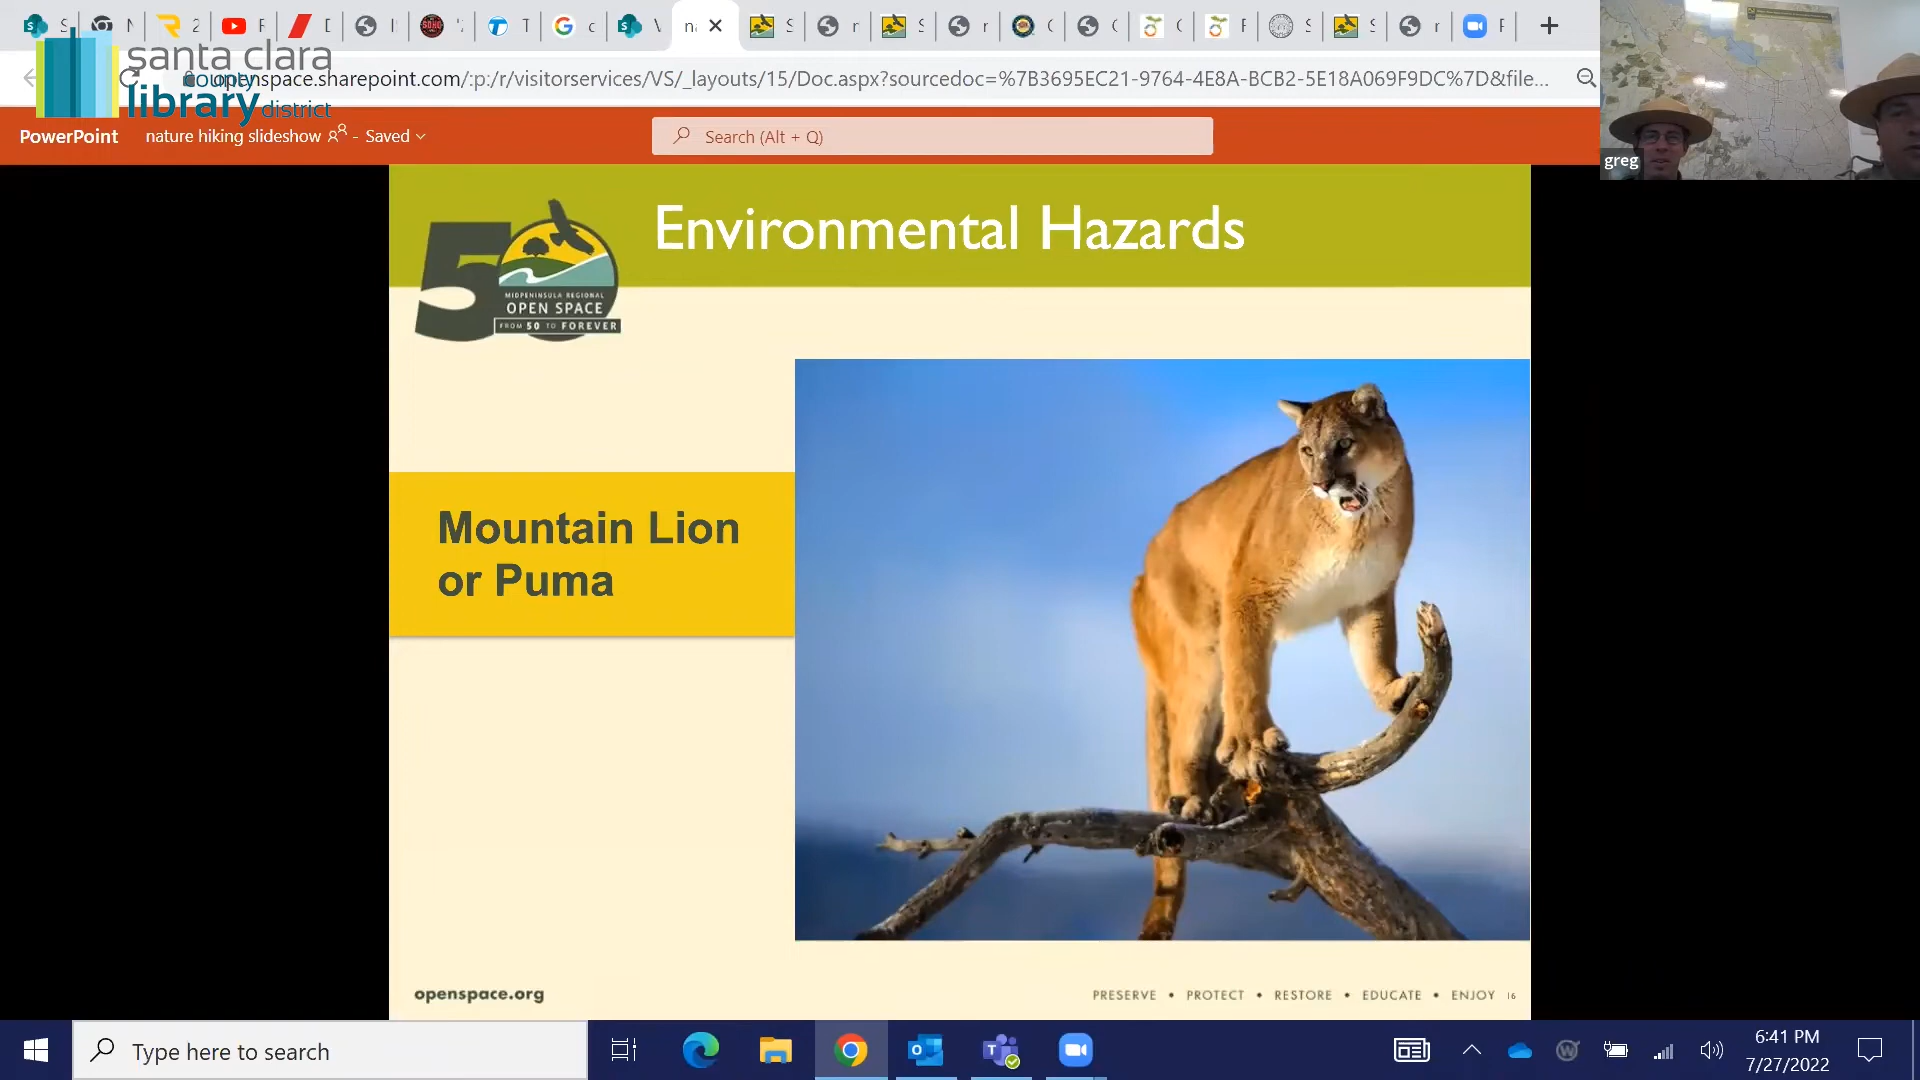 santa clara
county
library district
openspace.sharepoint.com/:p:/r/visitorservices/VS/_layouts/15/Doc.aspx?sourcedoc=%7B3695EC21-9764-4E8A-BCB2-5E18A069F9DC%7D&file...
PowerPoint
nature hiking slideshow - Saved
Search (Alt + Q)
greg
Environmental Hazards
50
MIDPENINSULA REGIONAL
OPEN SPACE
FROM 50 TO FOREVER
Mountain Lion
or Puma
openspace.org
PRESERVE • PROTECT • RESTORE • EDUCATE • ENJOY 16
Type here to search
6:41 PM
7/27/2022